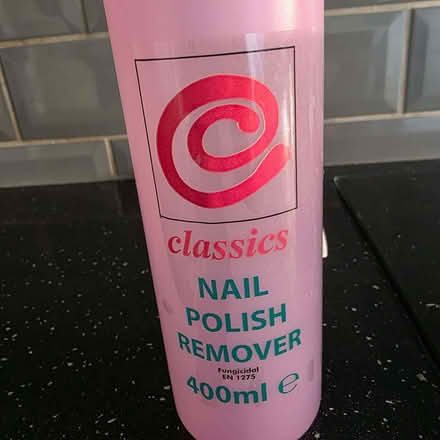 classics
NAIL
POLISH
REMOVER
Fungicidal
EN 1275
400ml ℮